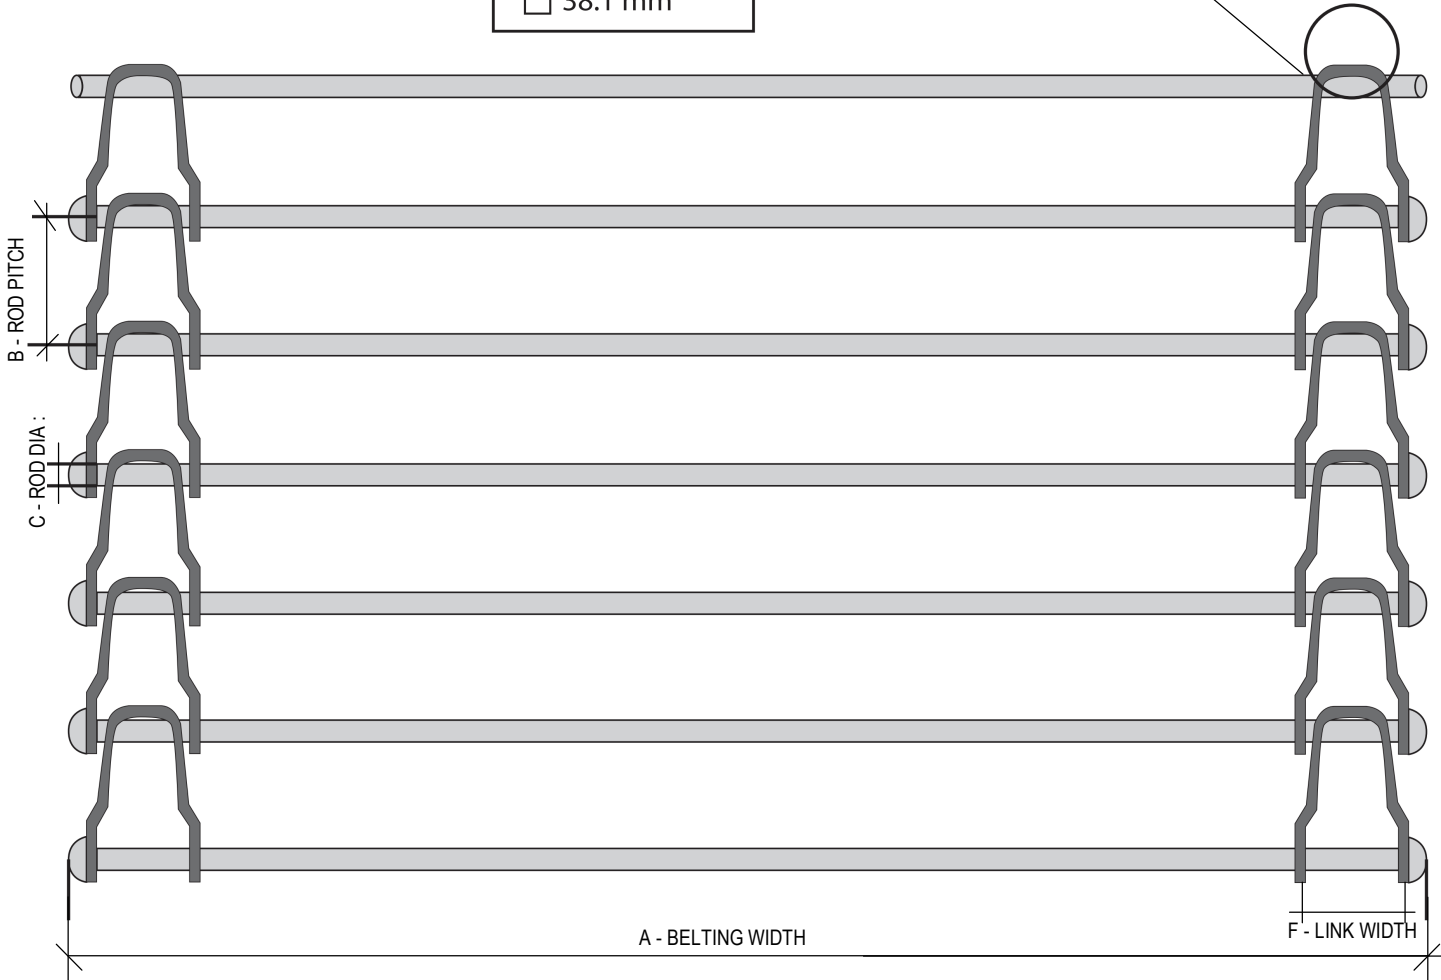 38.1 mm
B - ROD PITCH
C - ROD DIA :
A - BELTING WIDTH
F - LINK WIDTH